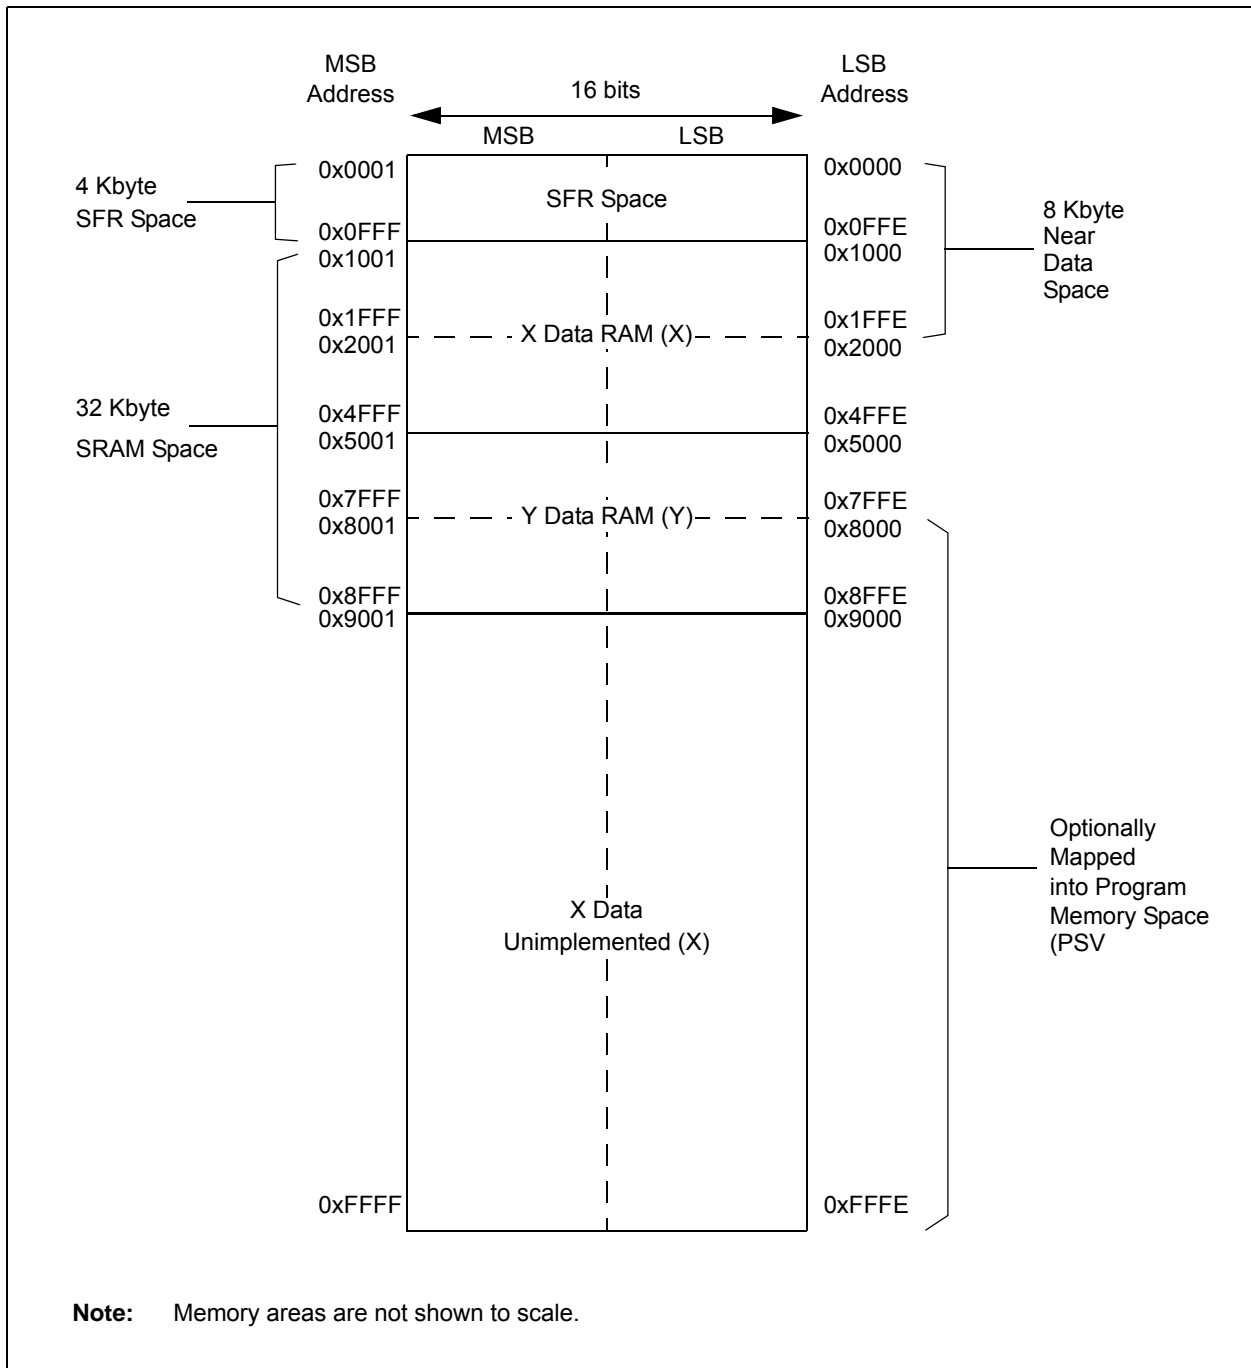 MSB
Address
LSB
Address
16 bits
MSB
LSB
0x0001
0x0000
4 Kbyte
SFR Space
SFR Space
0x0FFF
0x1001
0x0FFE
0x1000
8 Kbyte
Near
Data
Space
0x1FFF
0x2001
X Data RAM (X)
0x1FFE
0x2000
32 Kbyte
SRAM Space
0x4FFF
0x5001
0x4FFE
0x5000
0x7FFF
0x8001
Y Data RAM (Y)
0x7FFE
0x8000
0x8FFF
0x9001
0x8FFE
0x9000
X Data
Unimplemented (X)
Optionally
Mapped
into Program
Memory Space
(PSV
0xFFFF
0xFFFE
Note: Memory areas are not shown to scale.